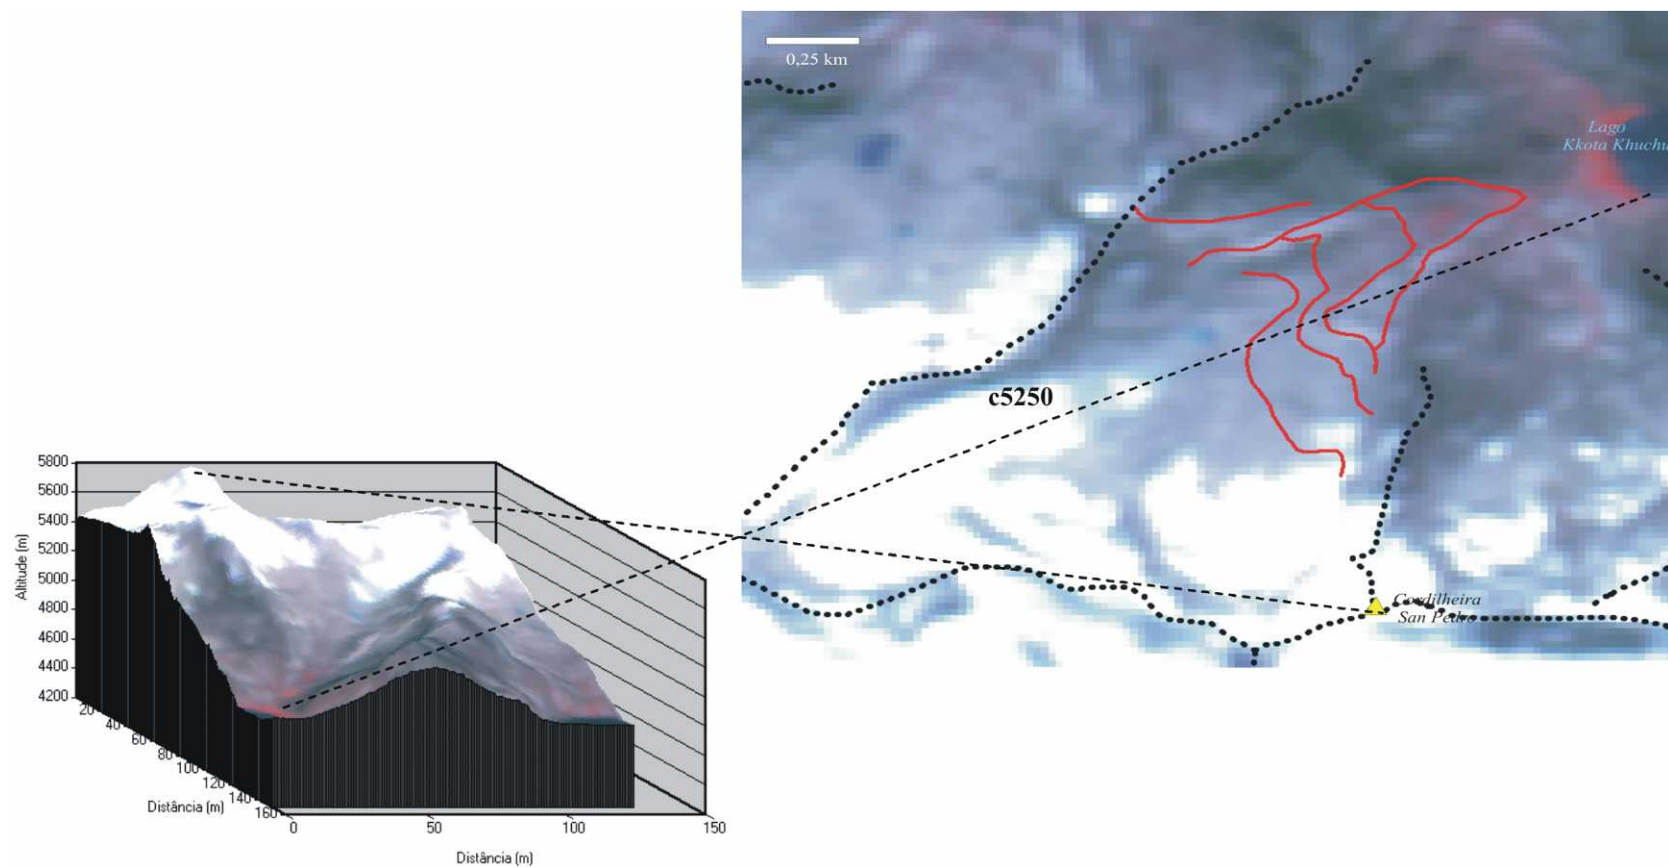 0,25 km
Lago
Kkota Khuchu
c5250
Cordilheira
San Pedro
5800
5600
5400
5200
5000
4800
4600
4400
4200
Altitude (m)
20
40
60
80
100
120
140
160
Distância (m)
0
50
100
150
Distância (m)